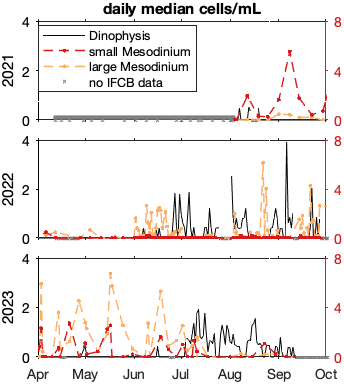 daily median cells/mL
4 8
Dinophysis
small Mesodinium
large Mesodinium
no IFCB data
2021
2 4
0 0
4 8
2022
2 4
0 0
4 8
2023
2 4
0 0
Apr May Jun Jul Aug Sep Oct